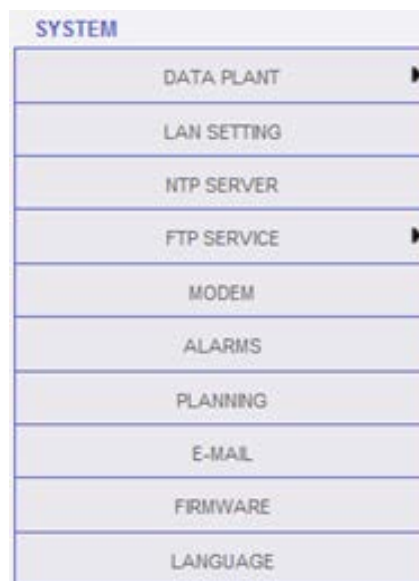 SYSTEM
DATA PLANT
LAN SETTING
NTP SERVER
FTP SERVICE
MODEM
ALARMS
PLANNING
E-MAIL
FIRMWARE
LANGUAGE